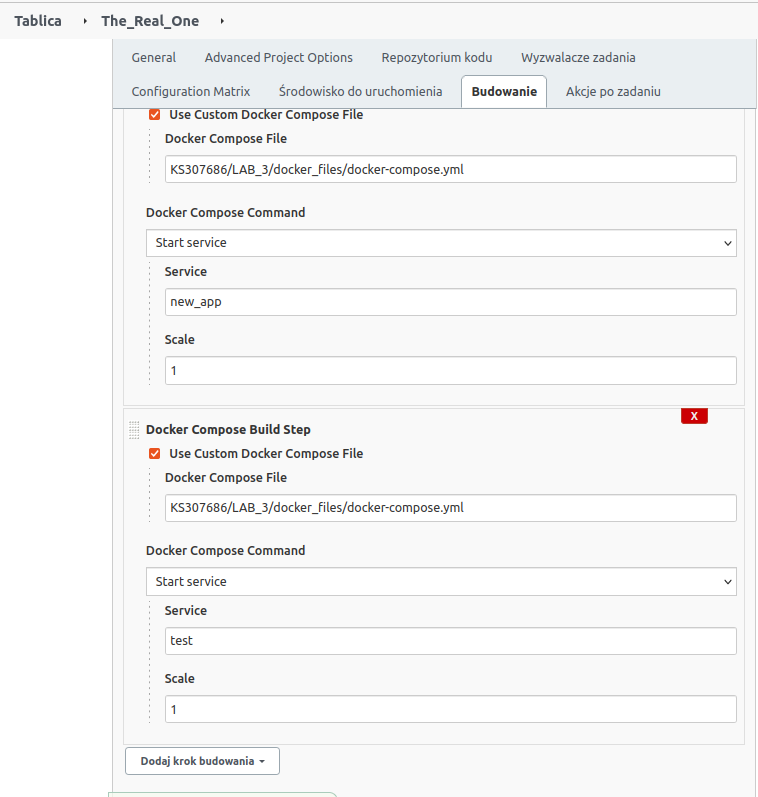 Tablica The_Real_One
General Advanced Project Options Repozytorium kodu Wyzwalacze zadania
Configuration Matrix Środowisko do uruchomienia Budowanie Akcje po zadaniu
Use Custom Docker Compose File
Docker Compose File
KS307686/LAB_3/docker_files/docker-compose.yml
Docker Compose Command
Start service
Service
new_app
Scale
1
X
Docker Compose Build Step
Use Custom Docker Compose File
Docker Compose File
KS307686/LAB_3/docker_files/docker-compose.yml
Docker Compose Command
Start service
Service
test
Scale
1
Dodaj krok budowania